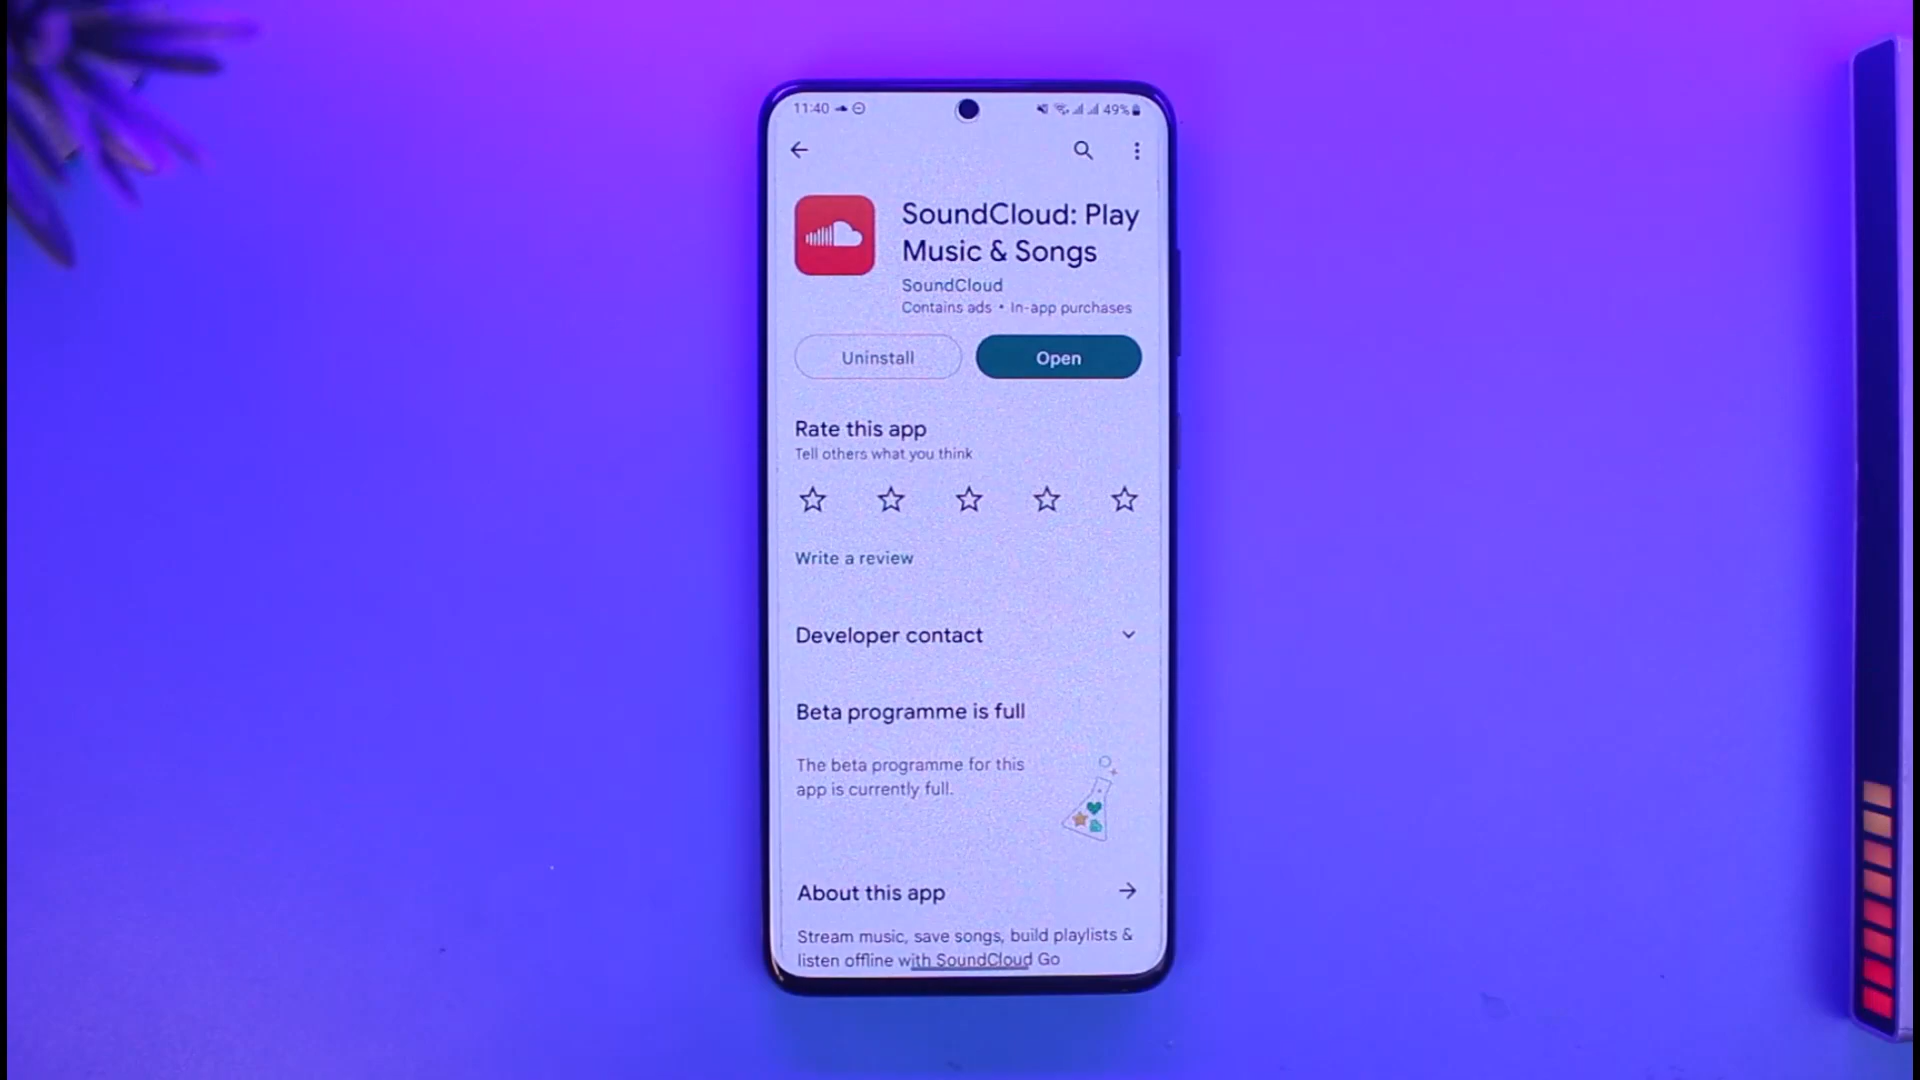 11:40
49%
SoundCloud: Play
Music & Songs
SoundCloud
Contains ads • In-app purchases
Uninstall
Open
Rate this app
Tell others what you think
Write a review
Developer contact
Beta programme is full
The beta programme for this
app is currently full.
About this app
Stream music, save songs, build playlists &
listen offline with SoundCloud Go